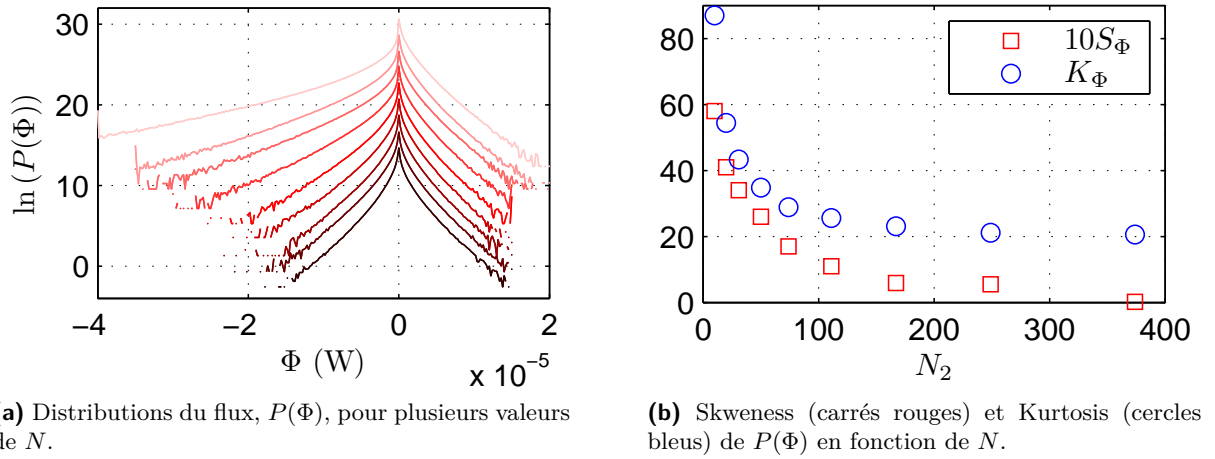 30
20
10
0
ln (P(Φ))
−4
−2
0
2
Φ (W)
x 10⁻⁵
80
60
40
20
0
10S_Φ
K_Φ
0
100
200
300
400
N₂
(a) Distributions du flux, P(Φ), pour plusieurs valeurs
de N.
(b) Skweness (carrés rouges) et Kurtosis (cercles
bleus) de P(Φ) en fonction de N.